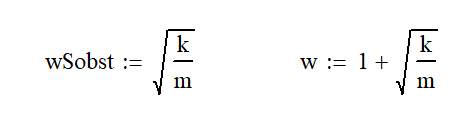 wSobst := √(k/m)    w := 1 + √(k/m)